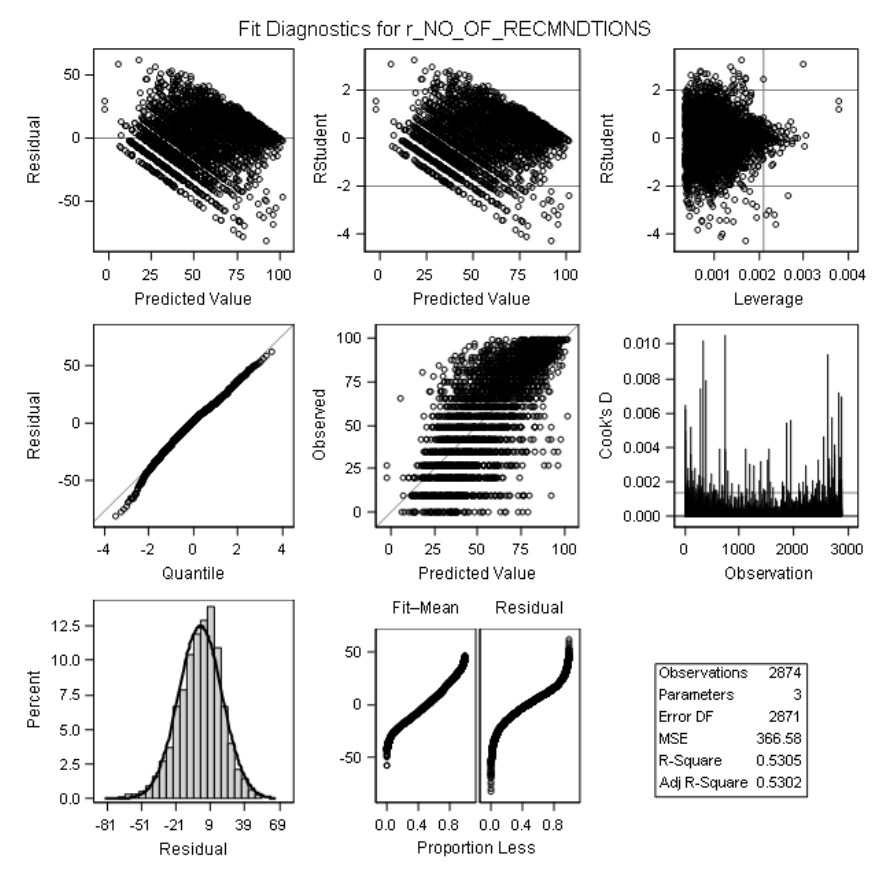 Fit Diagnostics for r_NO_OF_RECMNDTIONS
50
0
-50
Residual
0 25 50 75 100
Predicted Value
2
0
-2
-4
RStudent
0 25 50 75 100
Predicted Value
2
0
-2
-4
RStudent
0.001 0.002 0.003 0.004
Leverage
50
0
-50
Residual
-4 -2 0 2 4
Quantile
100
75
50
25
0
Observed
0 25 50 75 100
Predicted Value
0.010
0.008
0.006
0.004
0.002
0.000
Cook's D
0 1000 2000 3000
Observation
12.5
10.0
7.5
5.0
2.5
0.0
Percent
-81 -51 -21 9 39 69
Residual
Fit–Mean Residual
50
0
-50
0.0 0.4 0.8 0.0 0.4 0.8
Proportion Less
Observations 2874
Parameters 3
Error DF 2871
MSE 366.58
R-Square 0.5305
Adj R-Square 0.5302